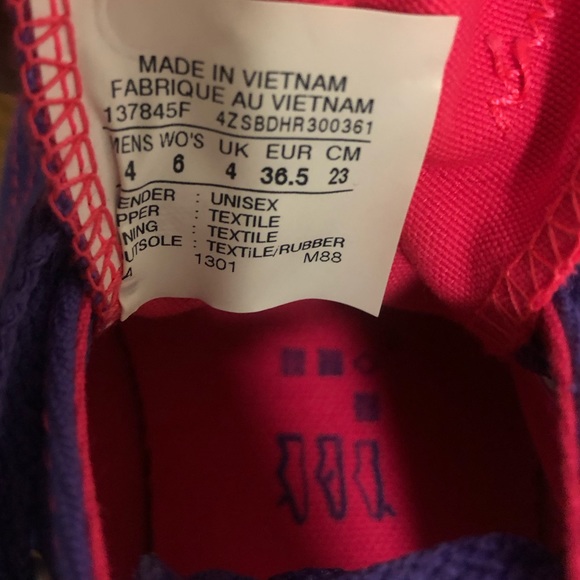 MADE IN VIETNAM
FABRIQUE AU VIETNAM
137845F 4ZSBDHR300361
MENS WO'S UK EUR CM
4 6 4 36.5 23
ENDER : UNISEX
PPER : TEXTILE
NING : TEXTILE
UTSOLE : TEXTILE/RUBBER
1301 M88